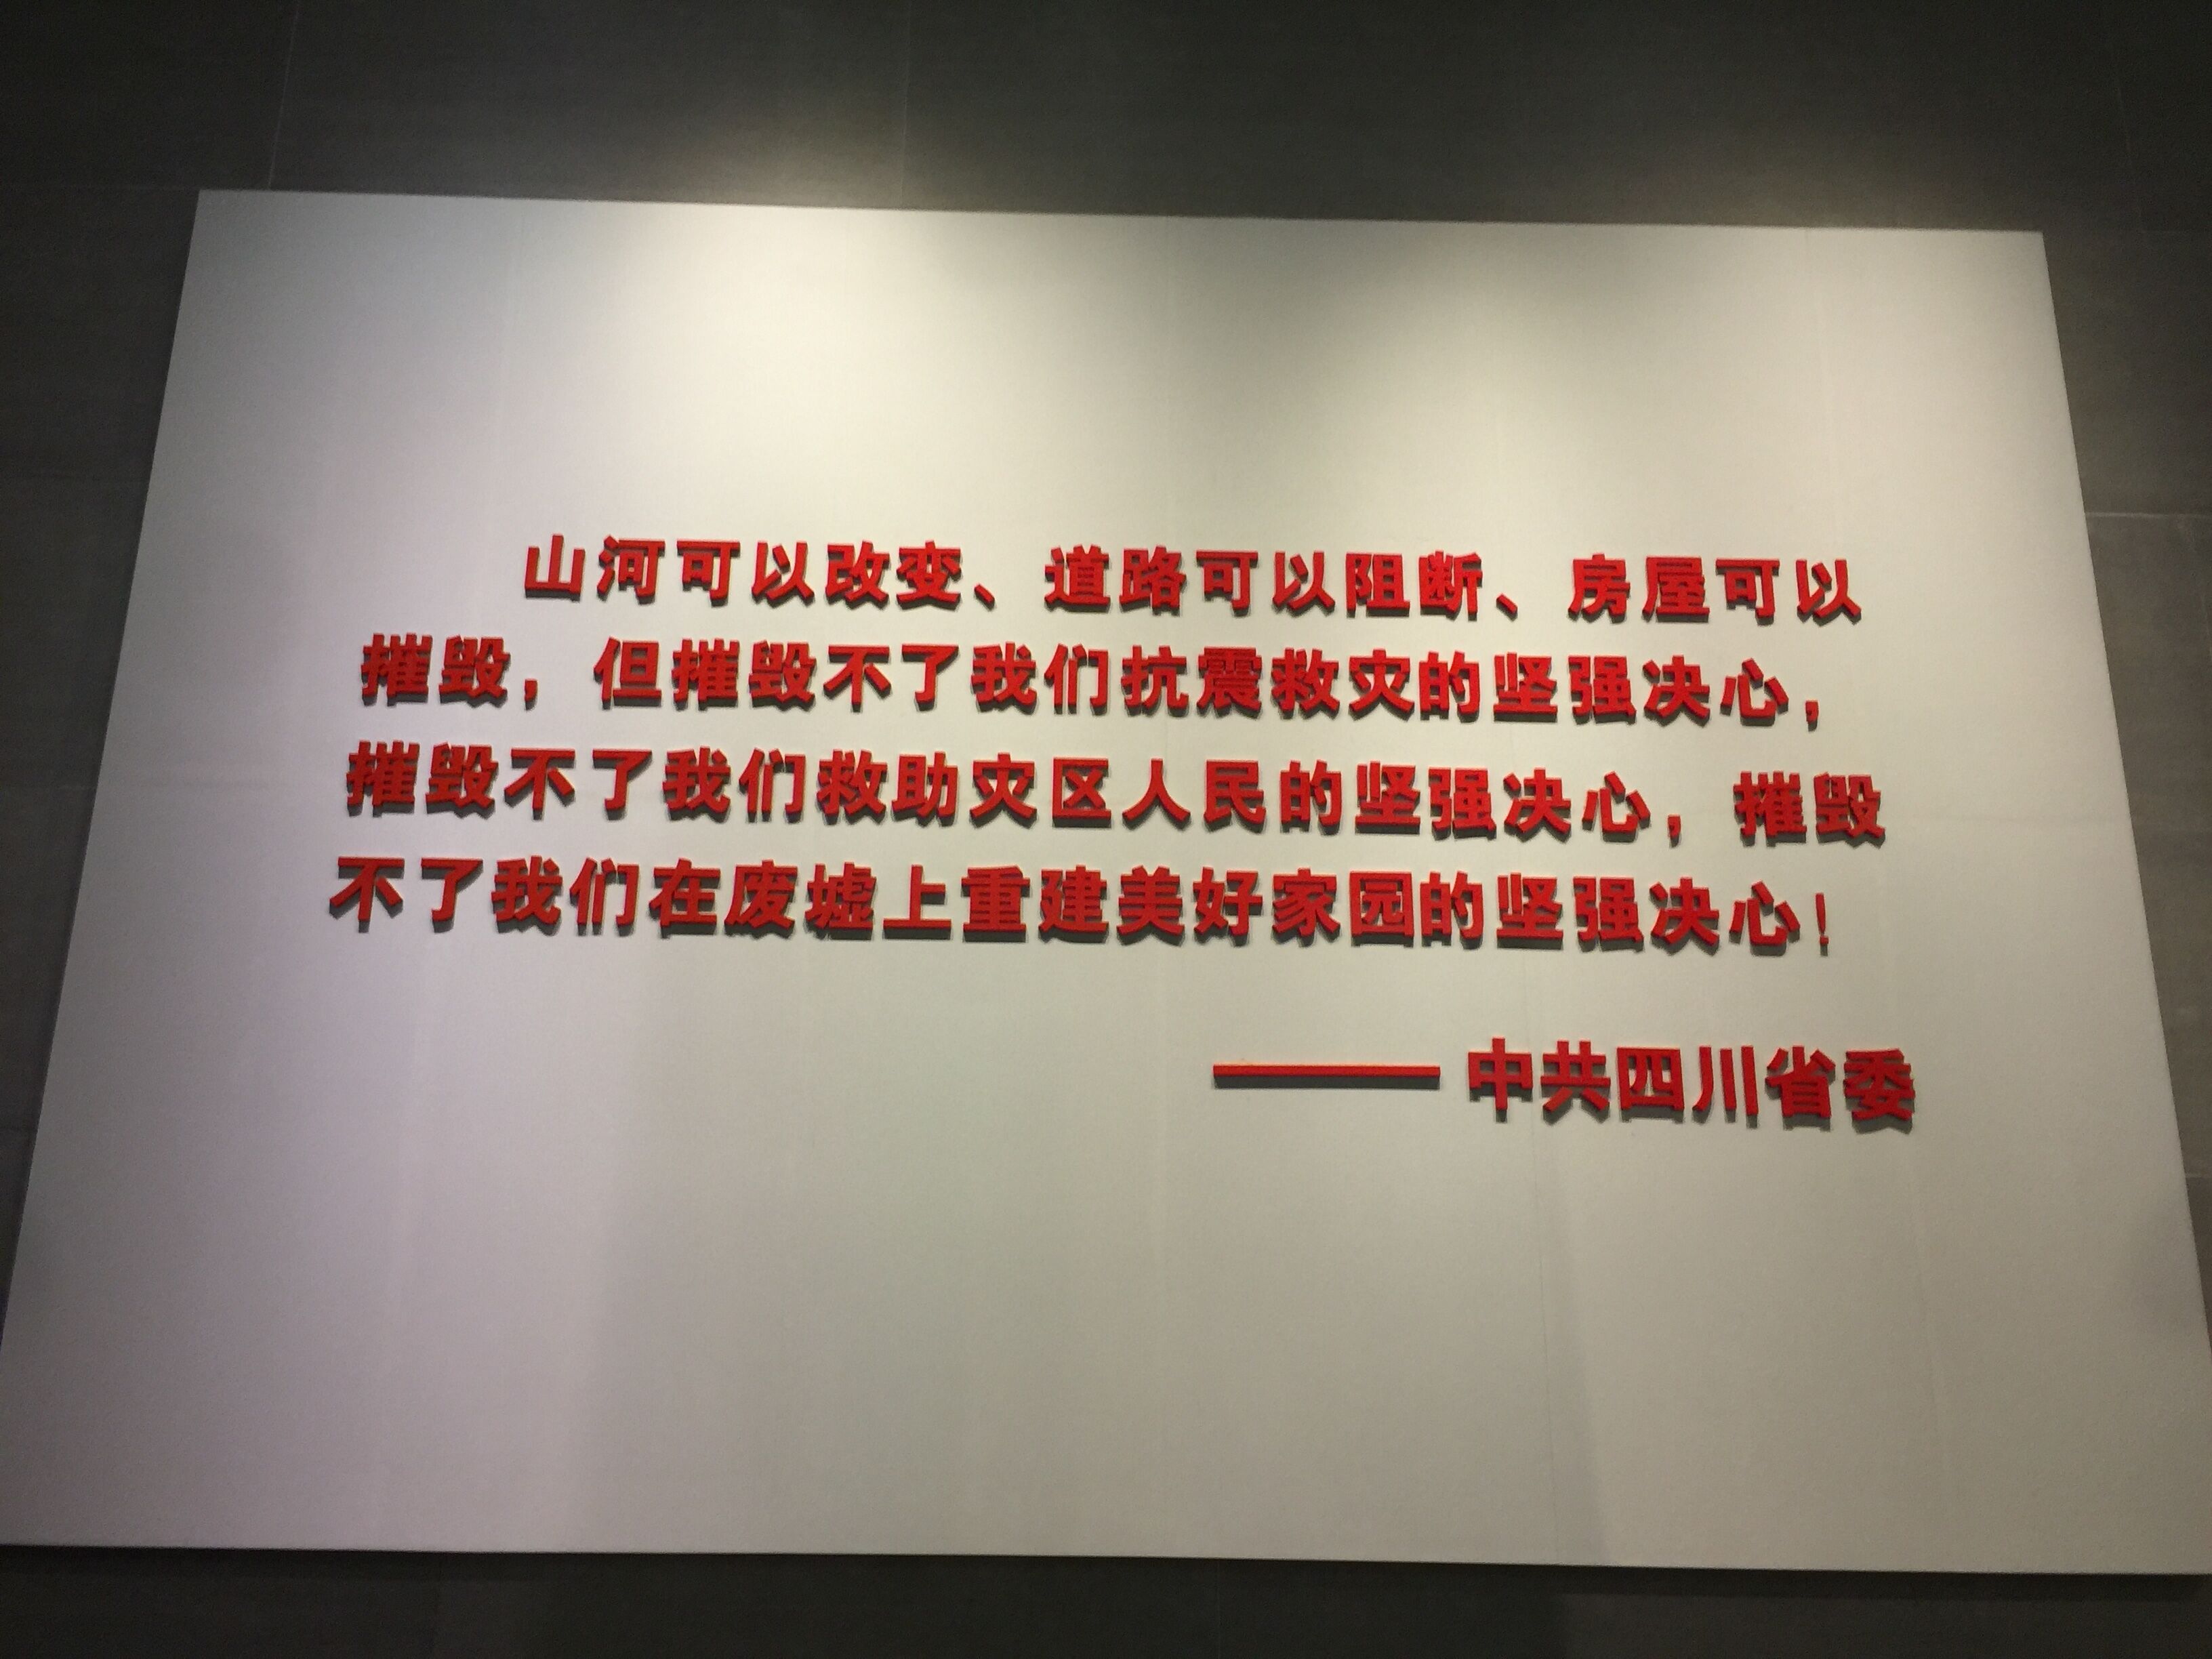 山河可以改变、道路可以阻断、房屋可以
摧毁，但摧毁不了我们抗震救灾的坚强决心，
摧毁不了我们救助灾区人民的坚强决心，摧毁
不了我们在废墟上重建美好家园的坚强决心！
——中共四川省委